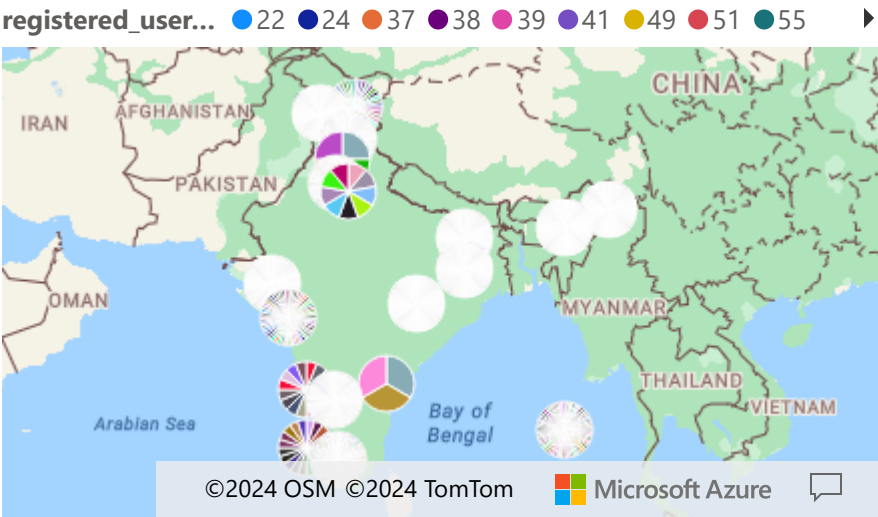 registered_user... 22 24 37 38 39 41 49 51 55
CHINA
AFGHANISTAN
IRAN
PAKISTAN
OMAN
MYANMAR
THAILAND
VIETNAM
Arabian Sea
Bay of
Bengal
©2024 OSM ©2024 TomTom Microsoft Azure